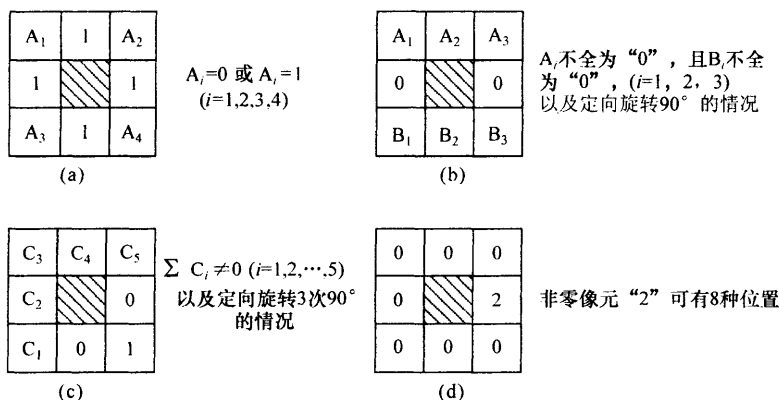 A₁ 1 A₂
1 1
A₃ 1 A₄
Aᵢ=0 或 Aᵢ=1
(i=1,2,3,4)
(a)
A₁ A₂ A₃
0 0
B₁ B₂ B₃
Aᵢ不全为“0”，且Bᵢ不全
为“0”，(i=1，2，3)
以及定向旋转90°的情况
(b)
C₃ C₄ C₅
C₂ 0
C₁ 0 1
∑ Cᵢ≠0 (i=1,2,⋯,5)
以及定向旋转3次90°
的情况
(c)
0 0 0
0 2
0 0 0
非零像元“2”可有8种位置
(d)